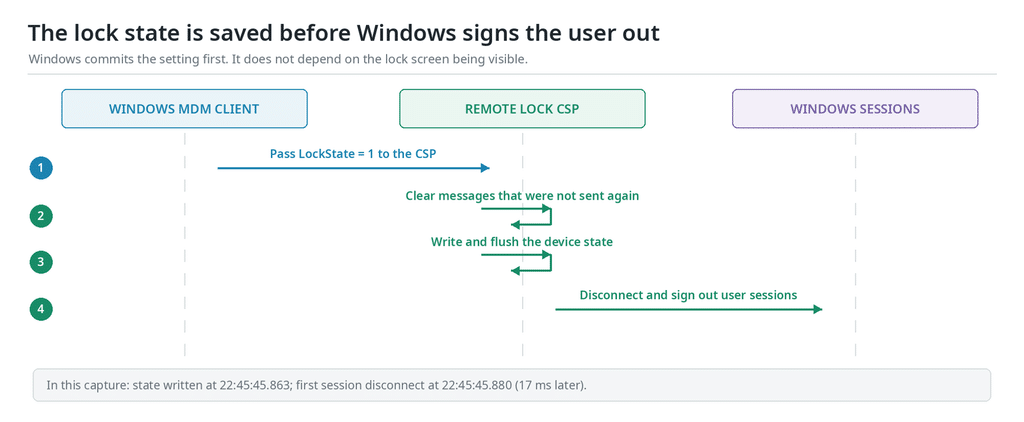 The lock state is saved before Windows signs the user out
Windows commits the setting first. It does not depend on the lock screen being visible.
WINDOWS MDM CLIENT
REMOTE LOCK CSP
WINDOWS SESSIONS
1
Pass LockState = 1 to the CSP
2
Clear messages that were not sent again
3
Write and flush the device state
4
Disconnect and sign out user sessions
In this capture: state written at 22:45:45.863; first session disconnect at 22:45:45.880 (17 ms later).